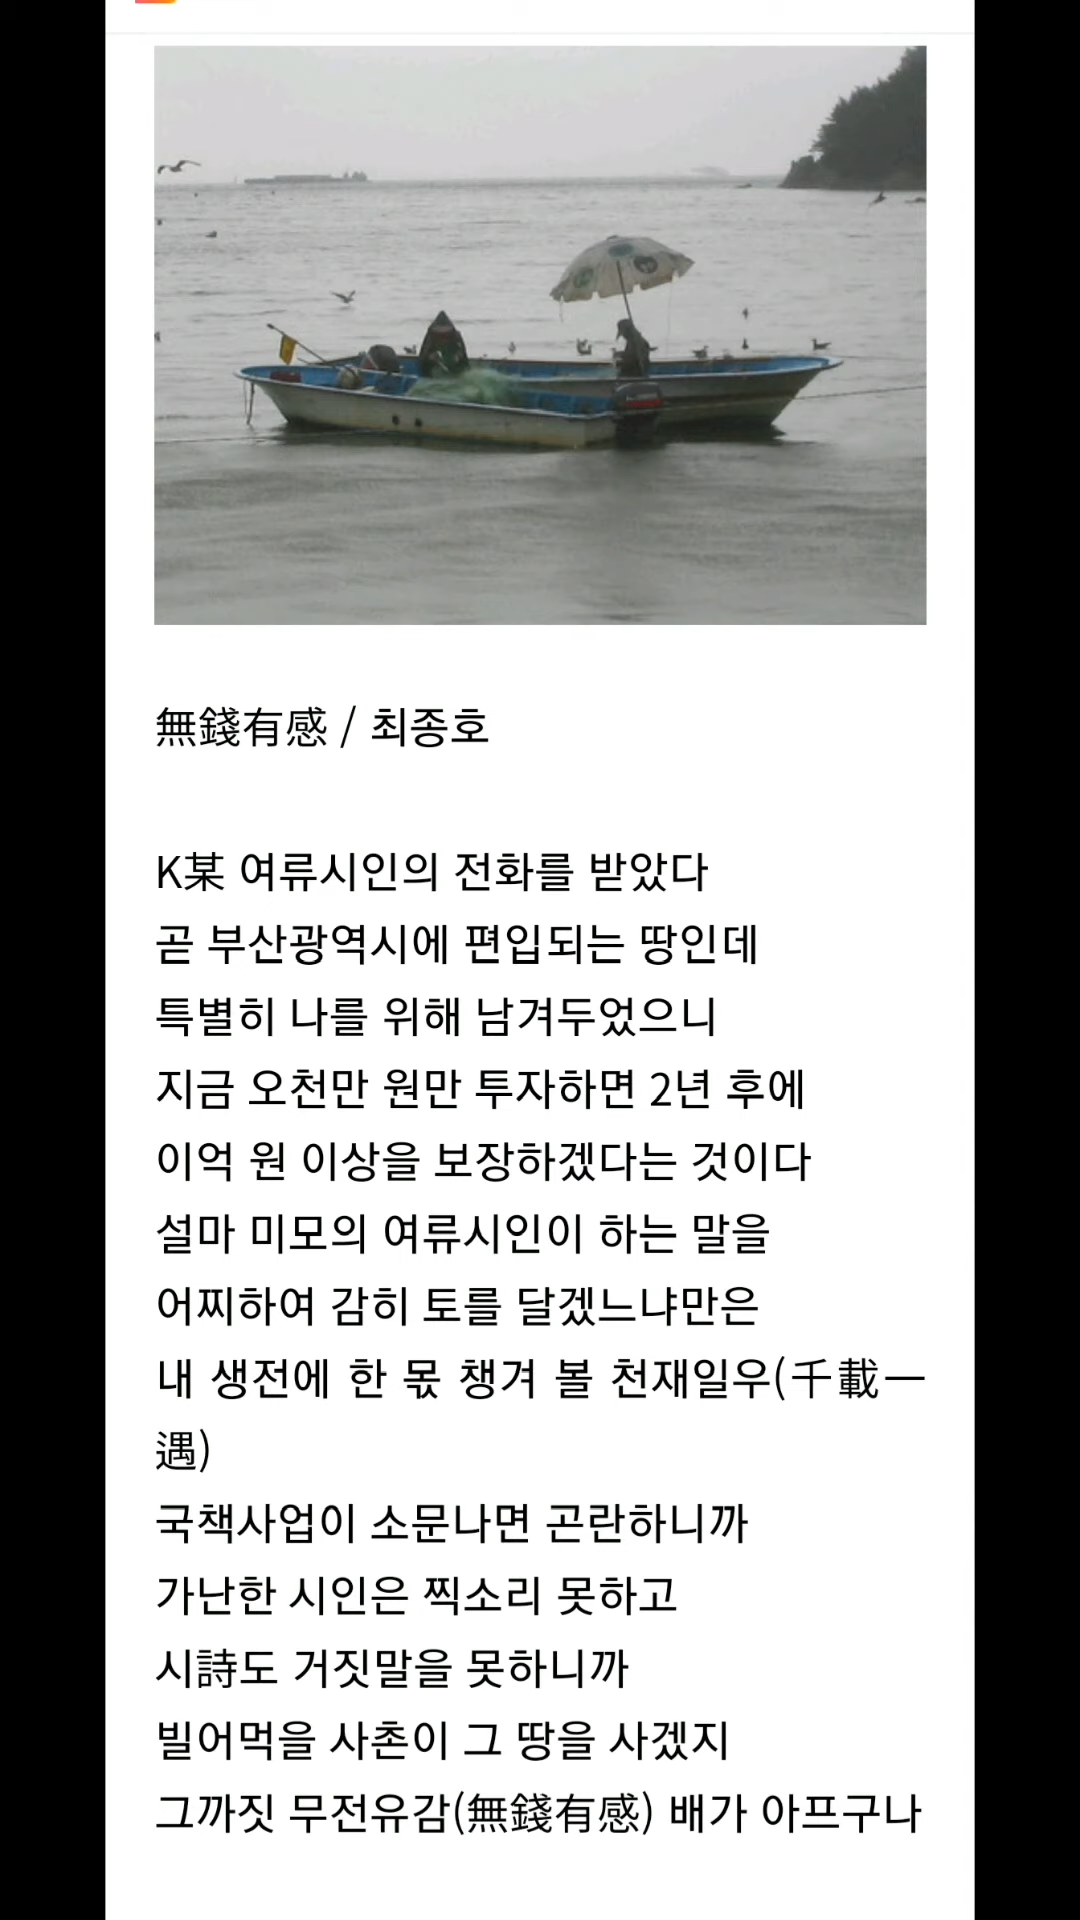 無錢有感 / 최종호
K某 여류시인의 전화를 받았다
곧 부산광역시에 편입되는 땅인데
특별히 나를 위해 남겨두었으니
지금 오천만 원만 투자하면 2년 후에
이억 원 이상을 보장하겠다는 것이다
설마 미모의 여류시인이 하는 말을
어찌하여 감히 토를 달겠느냐만은
내 생전에 한 몫 챙겨 볼 천재일우(千載一
遇)
국책사업이 소문나면 곤란하니까
가난한 시인은 찍소리 못하고
시詩도 거짓말을 못하니까
빌어먹을 사촌이 그 땅을 사겠지
그까짓 무전유감(無錢有感) 배가 아프구나